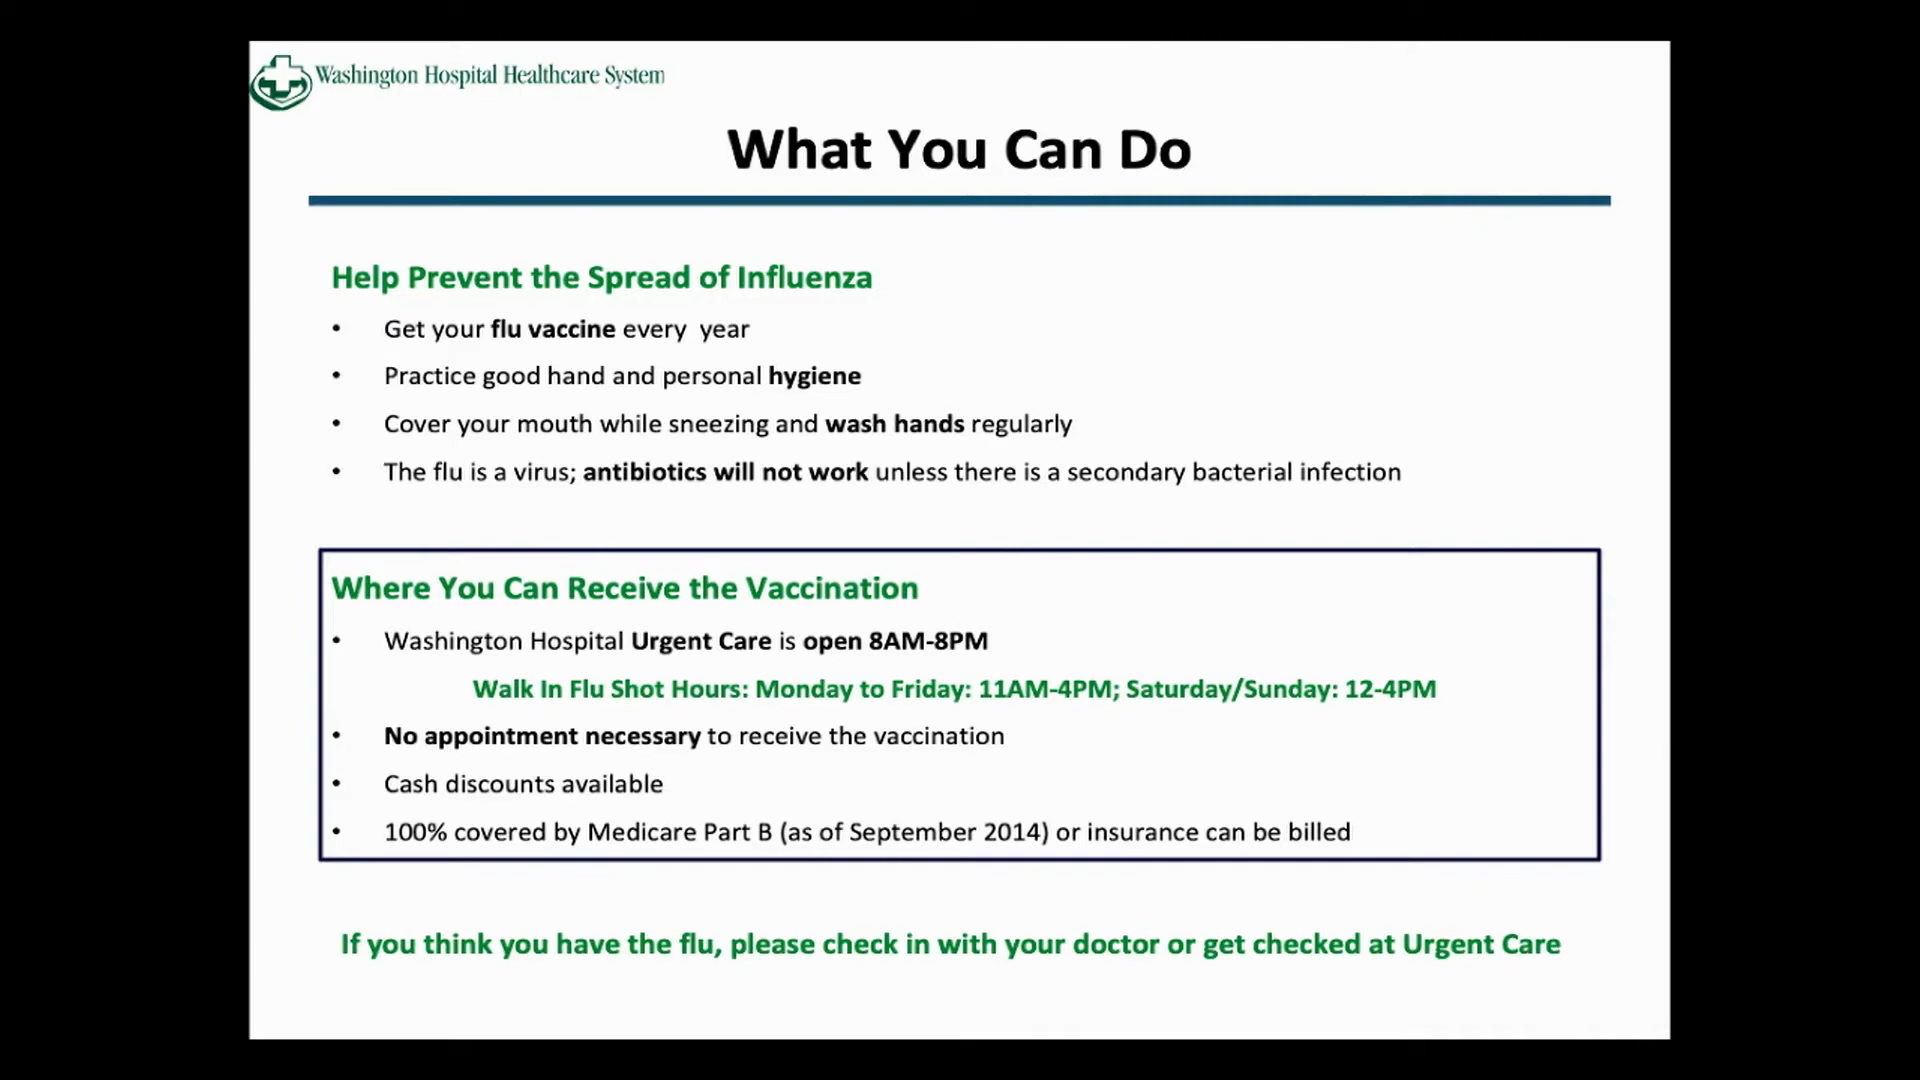 Washington Hospital Healthcare System
What You Can Do
Help Prevent the Spread of Influenza
• Get your flu vaccine every  year
• Practice good hand and personal hygiene
• Cover your mouth while sneezing and wash hands regularly
• The flu is a virus; antibiotics will not work unless there is a secondary bacterial infection
Where You Can Receive the Vaccination
• Washington Hospital Urgent Care is open 8AM-8PM
Walk In Flu Shot Hours: Monday to Friday: 11AM-4PM; Saturday/Sunday: 12-4PM
• No appointment necessary to receive the vaccination
• Cash discounts available
• 100% covered by Medicare Part B (as of September 2014) or insurance can be billed
If you think you have the flu, please check in with your doctor or get checked at Urgent Care